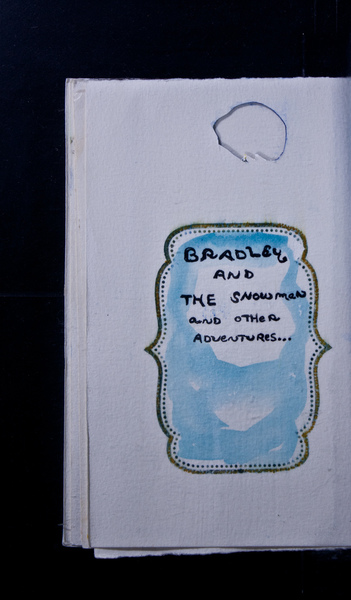 BRADLEY
AND
THE SNOWMAN
AND OTHER
ADVENTURES...